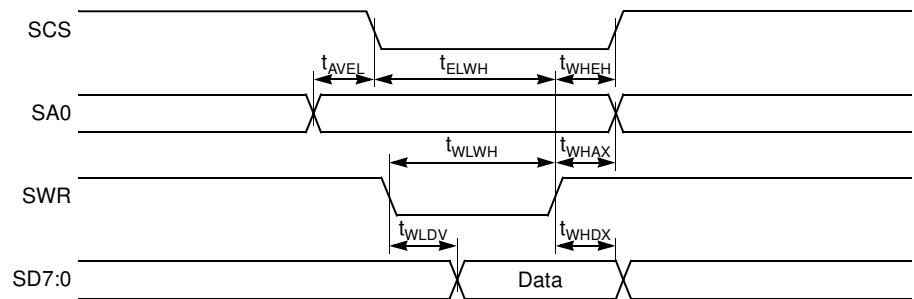 SCS
tAVEL tELWH tWHEH
SA0
tWLWH tWHAX
SWR
tWLDV tWHDX
SD7:0 Data